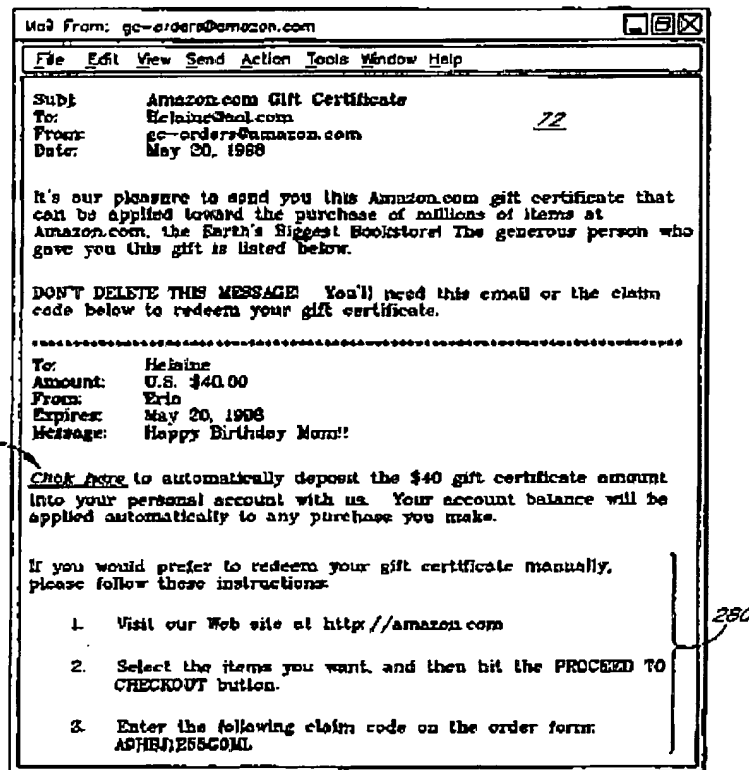 Mail From: gc-orders@amazon.com
File Edit View Send Action Tools Window Help
Subj: Amazon.com Gift Certificate
To: Helaine@aol.com
From: gc-orders@amazon.com
Date: May 20, 1998
72
It's our pleasure to send you this Amazon.com gift certificate that
can be applied toward the purchase of millions of items at
Amazon.com, the Earth's Biggest Bookstore! The generous person who
gave you this gift is listed below.
DON'T DELETE THIS MESSAGE! You'll need this email or the claim
code below to redeem your gift certificate.
To: Helaine
Amount: U.S. $40.00
From: Eric
Expires: May 20, 1998
Message: Happy Birthday Mom!!
Click here to automatically deposit the $40 gift certificate amount
into your personal account with us. Your account balance will be
applied automatically to any purchase you make.
If you would prefer to redeem your gift certificate manually,
please follow these instructions:
1. Visit our Web site at http://amazon.com
280
2. Select the items you want, and then hit the PROCEED TO
CHECKOUT button.
3. Enter the following claim code on the order form: